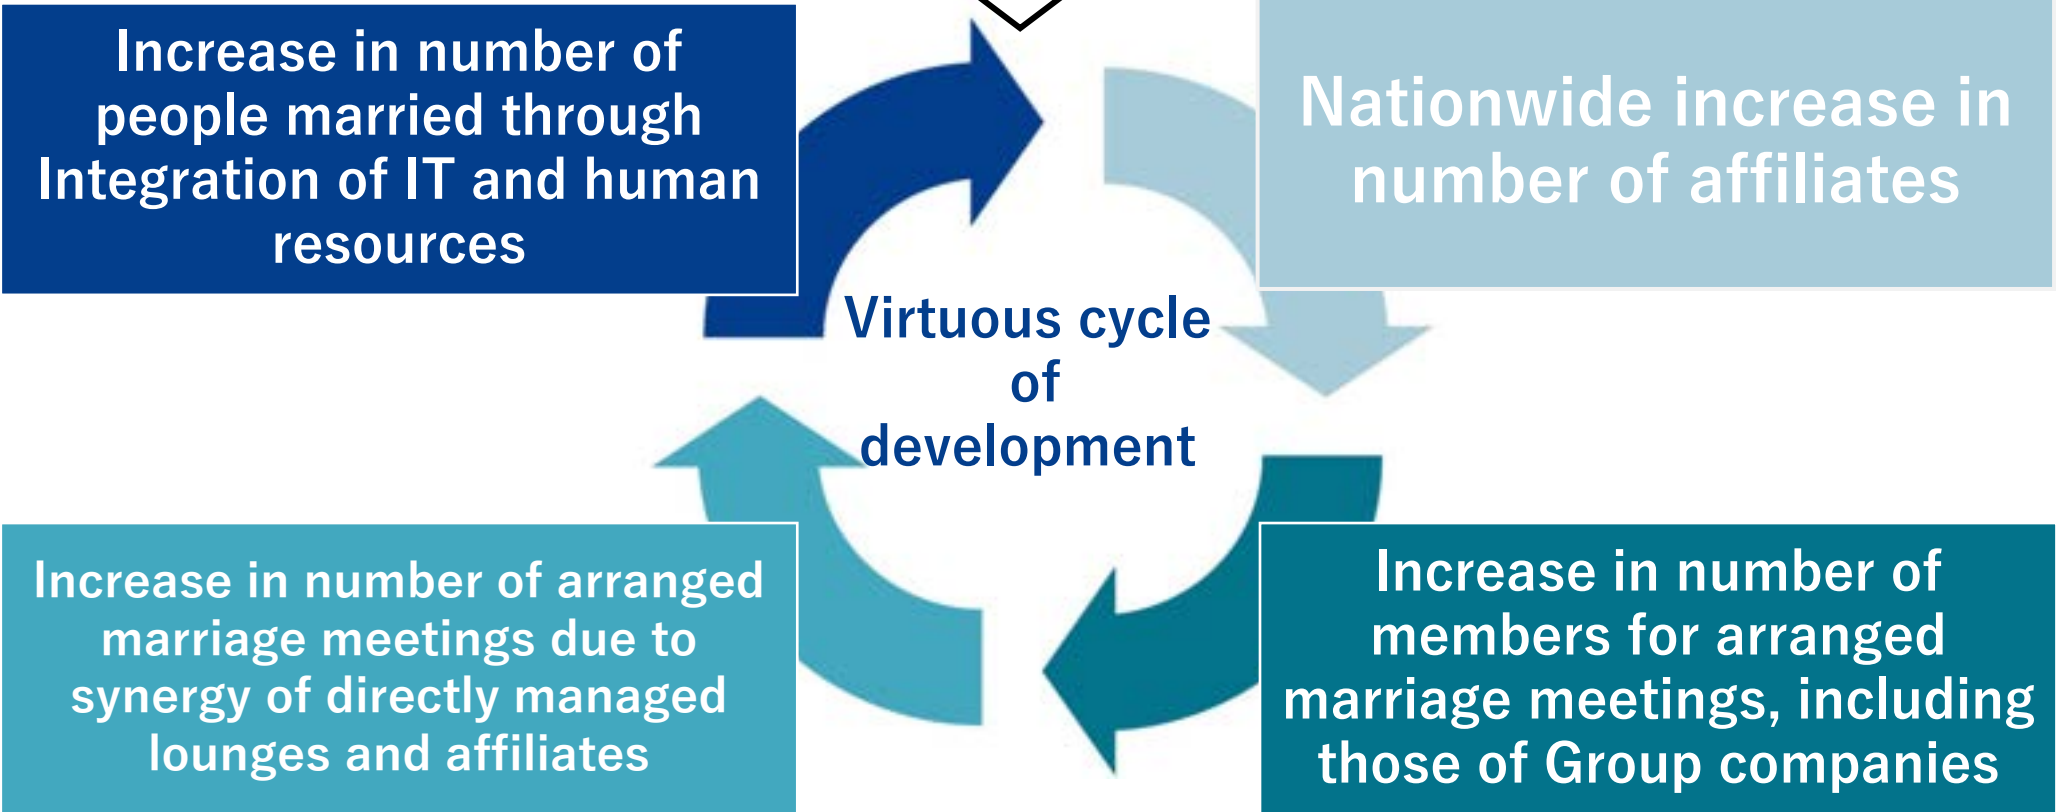 Increase in number of
people married through
Integration of IT and human
resources
Nationwide increase in
number of affiliates
Virtuous cycle
of
development
Increase in number of arranged
marriage meetings due to
synergy of directly managed
lounges and affiliates
Increase in number of
members for arranged
marriage meetings, including
those of Group companies